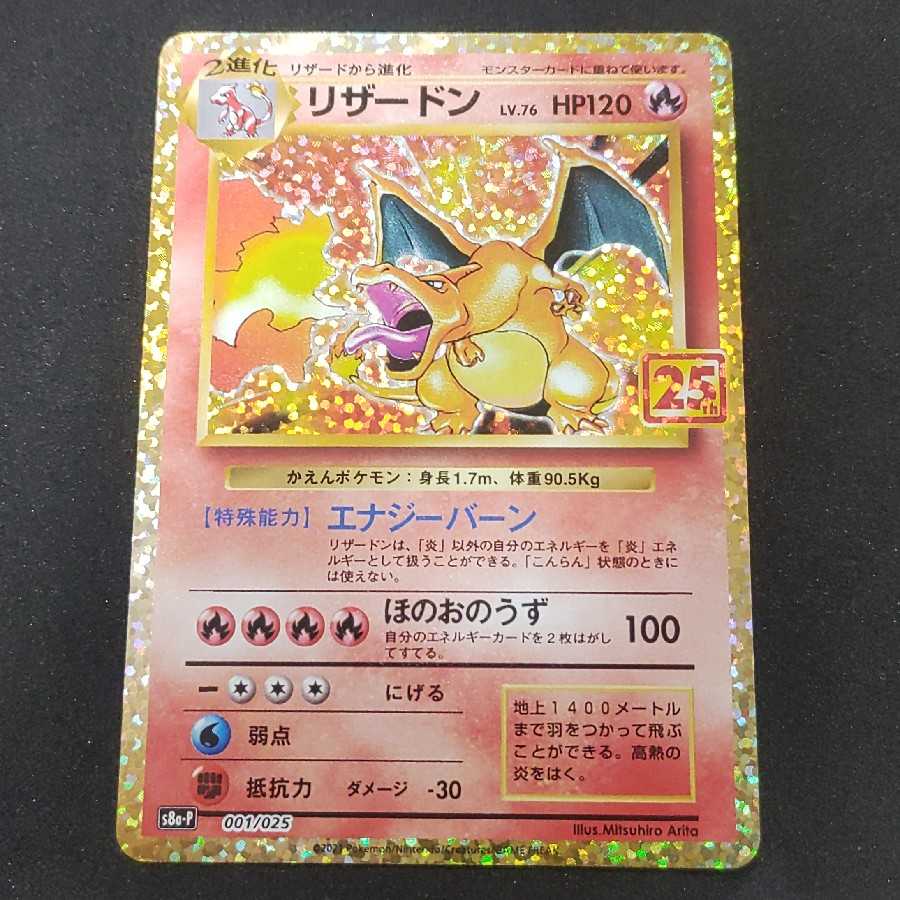 2進化 リザードから進化 モンスターカードに重ねて使います。
リザードン LV.76 HP120
25th
かえんポケモン：身長1.7m、体重90.5Kg
【特殊能力】エナジーバーン
リザードンは、「炎」以外の自分のエネルギーを「炎」エネ
ルギーとして扱うことができる。「こんらん」状態のときに
は使えない。
ほのおのうず 100
自分のエネルギーカードを２枚はがし
てすてる。
にげる
弱点
抵抗力 ダメージ -30
地上１４００メートル
まで羽をつかって飛ぶ
ことができる。高熱の
炎をはく。
s8a-P 001/025
Illus.Mitsuhiro Arita
©2021 Pokémon/Nintendo/Creatures/GAME FREAK